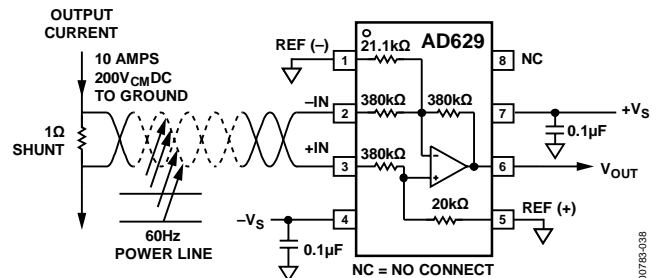 OUTPUT
CURRENT
10 AMPS
200VCMDC
TO GROUND
1Ω
SHUNT
60Hz
POWER LINE
REF (–)
–IN
+IN
–VS
0.1µF
1
2
3
4
21.1kΩ
380kΩ
380kΩ
380kΩ
20kΩ
AD629
–
+
8
7
6
5
NC
+VS
0.1µF
VOUT
REF (+)
NC = NO CONNECT
00783-038